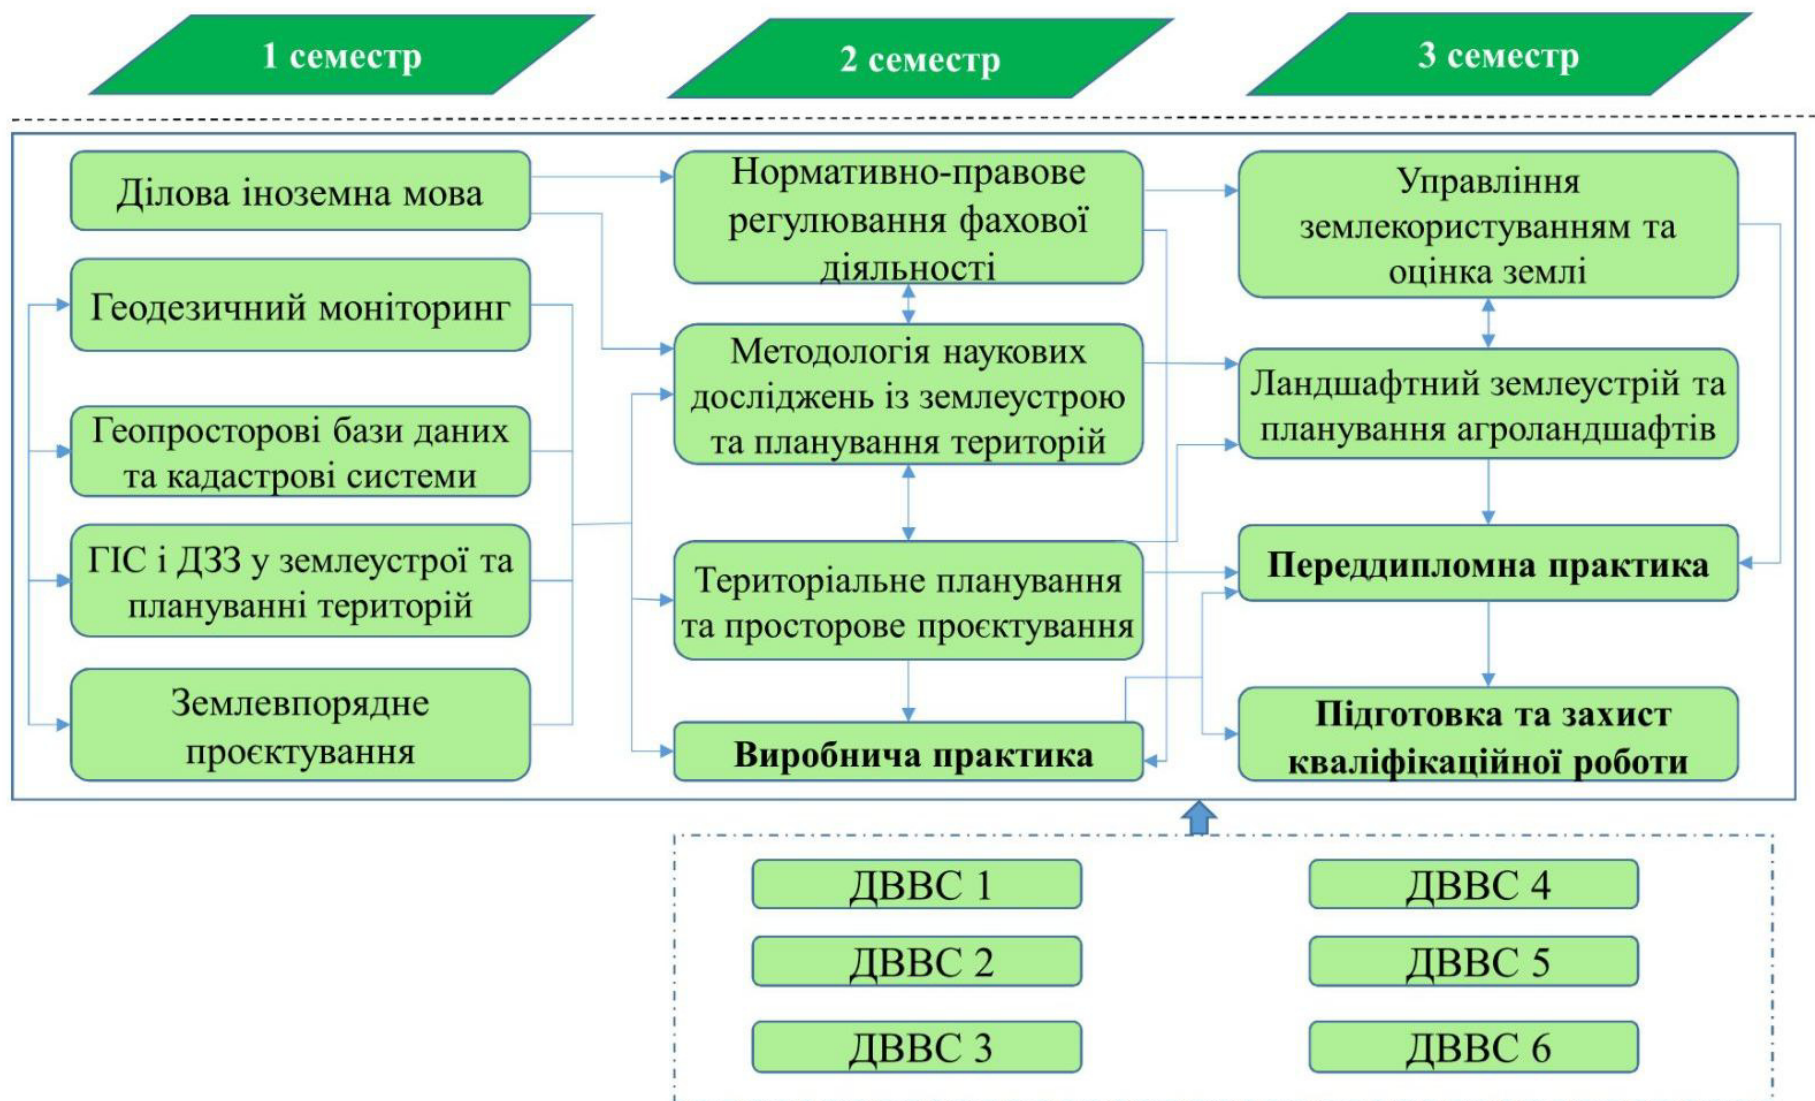 1 семестр
2 семестр
3 семестр
Ділова іноземна мова
Геодезичний моніторинг
Геопросторові бази даних
та кадастрові системи
ГІС і ДЗЗ у землеустрої та
плануванні територій
Землевпорядне
проєктування
Нормативно-правове
регулювання фахової
діяльності
Методологія наукових
досліджень із землеустрою
та планування територій
Територіальне планування
та просторове проєктування
Виробнича практика
Управління
землекористуванням та
оцінка землі
Ландшафтний землеустрій та
планування агроландшафтів
Переддипломна практика
Підготовка та захист
кваліфікаційної роботи
ДВВС 1
ДВВС 2
ДВВС 3
ДВВС 4
ДВВС 5
ДВВС 6